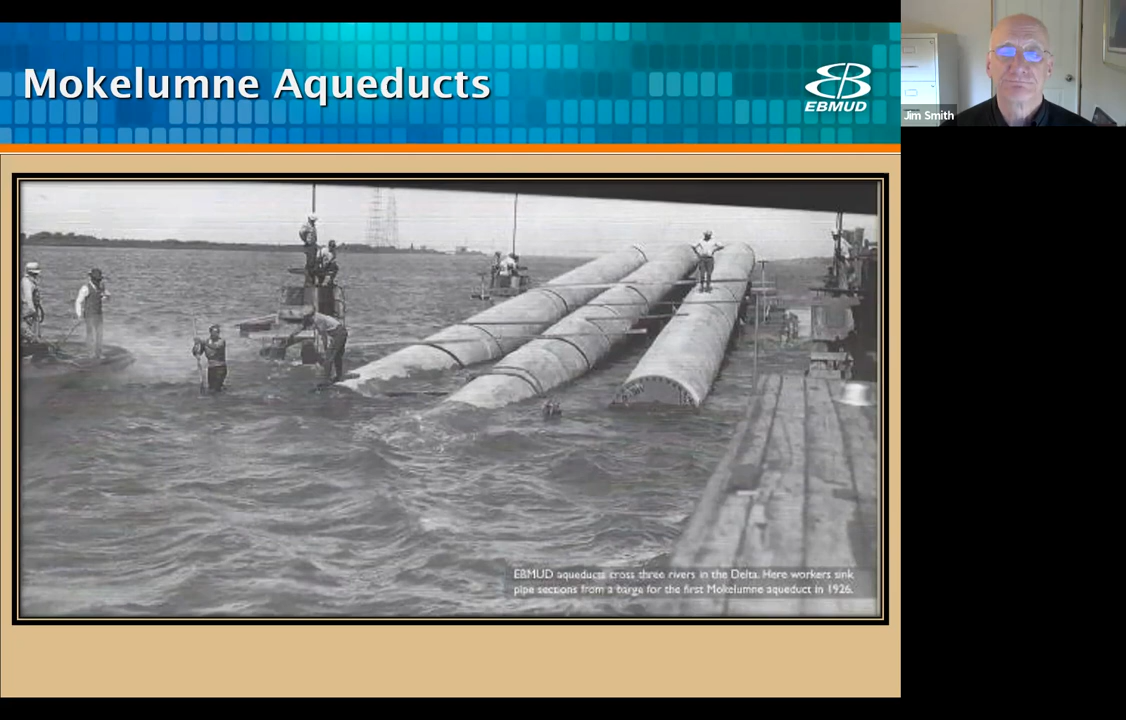 Mokelumne Aqueducts
EBMUD
Jim Smith
EBMUD aqueducts cross three rivers in the Delta. Here workers sink
pipe sections from a barge for the first Mokelumne aqueduct in 1926.